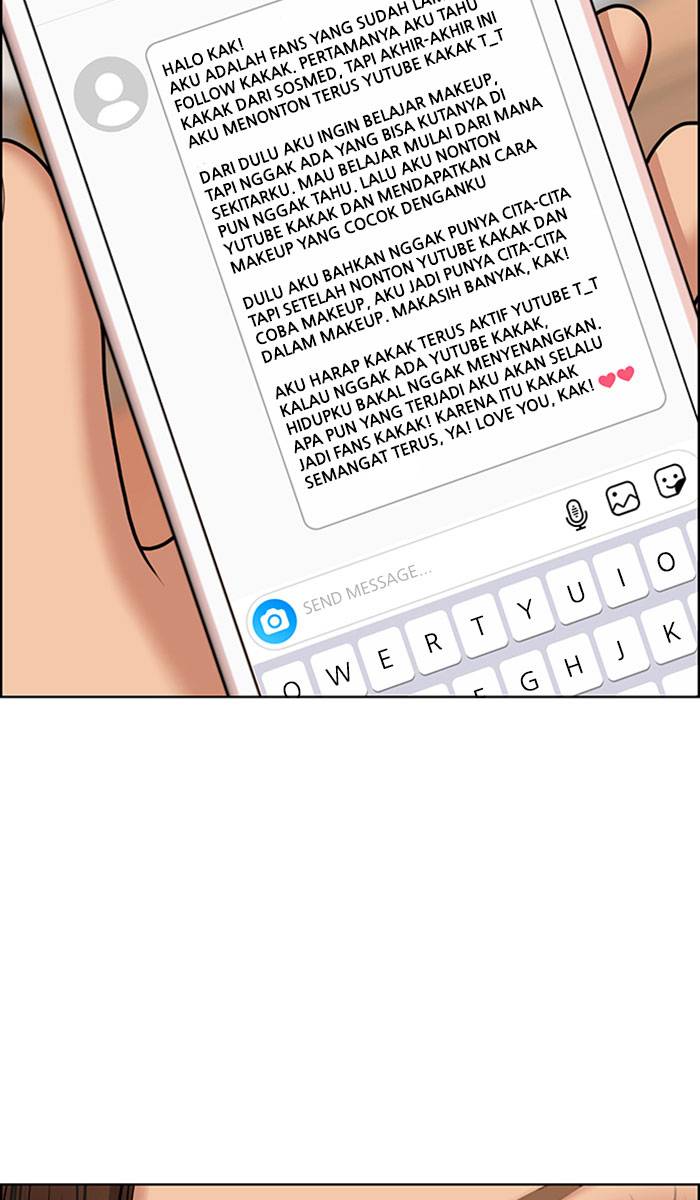 HALO KAK!
AKU ADALAH FANS YANG SUDAH
FOLLOW KAKAK. PERTAMANYA AKU TAHU
KAKAK DARI SOSMED, TAPI AKHIR-AKHIR INI
AKU MENONTON TERUS YUTUBE KAKAK T_T
DARI DULU AKU INGIN BELAJAR MAKEUP,
TAPI NGGAK ADA YANG BISA KUTANYA DI
SEKITARKU. MAU BELAJAR MULAI DARI MANA
PUN NGGAK TAHU. LALU AKU NONTON
YUTUBE KAKAK DAN MENDAPATKAN CARA
MAKEUP YANG COCOK DENGANKU
DULU AKU BAHKAN NGGAK PUNYA CITA-CITA
TAPI SETELAH NONTON YUTUBE KAKAK DAN
COBA MAKEUP, AKU JADI PUNYA CITA-CITA
DALAM MAKEUP. MAKASIH BANYAK, KAK!
AKU HARAP KAKAK TERUS AKTIF YUTUBE T_T
KALAU NGGAK ADA YUTUBE KAKAK,
HIDUPKU BAKAL NGGAK MENYENANGKAN.
APA PUN YANG TERJADI AKU AKAN SELALU
JADI FANS KAKAK! KARENA ITU KAKAK
SEMANGAT TERUS, YA! LOVE YOU, KAK! ❤❤
SEND MESSAGE...
Q W E R T Y U I O
F G H J K